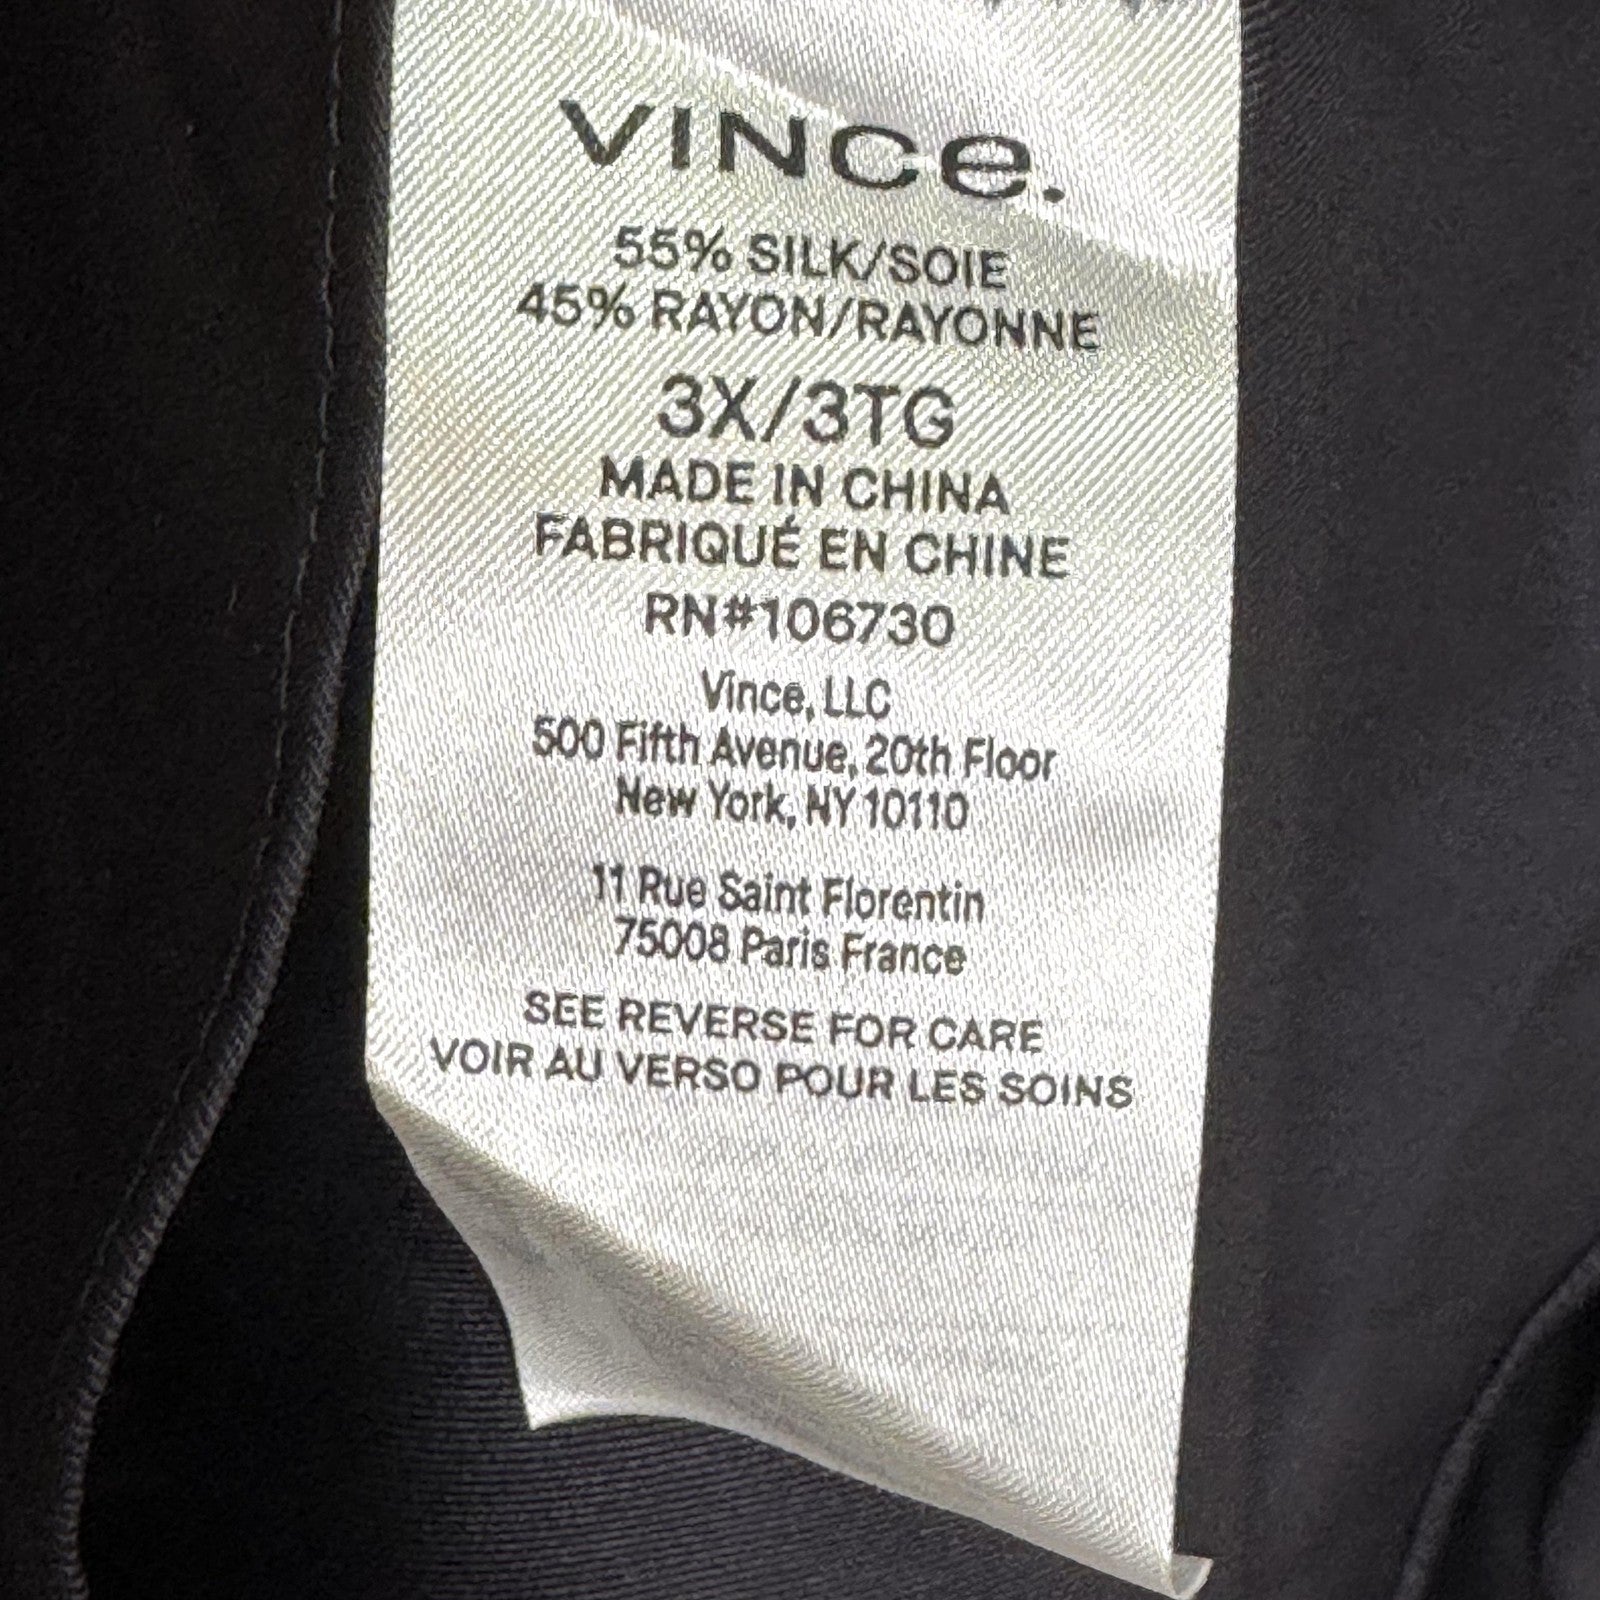 VINCe.
55% SILK/SOIE
45% RAYON/RAYONNE
3X/3TG
MADE IN CHINA
FABRIQUÉ EN CHINE
RN#106730
Vince, LLC
500 Fifth Avenue, 20th Floor
New York, NY 10110
11 Rue Saint Florentin
75008 Paris France
SEE REVERSE FOR CARE
VOIR AU VERSO POUR LES SOINS